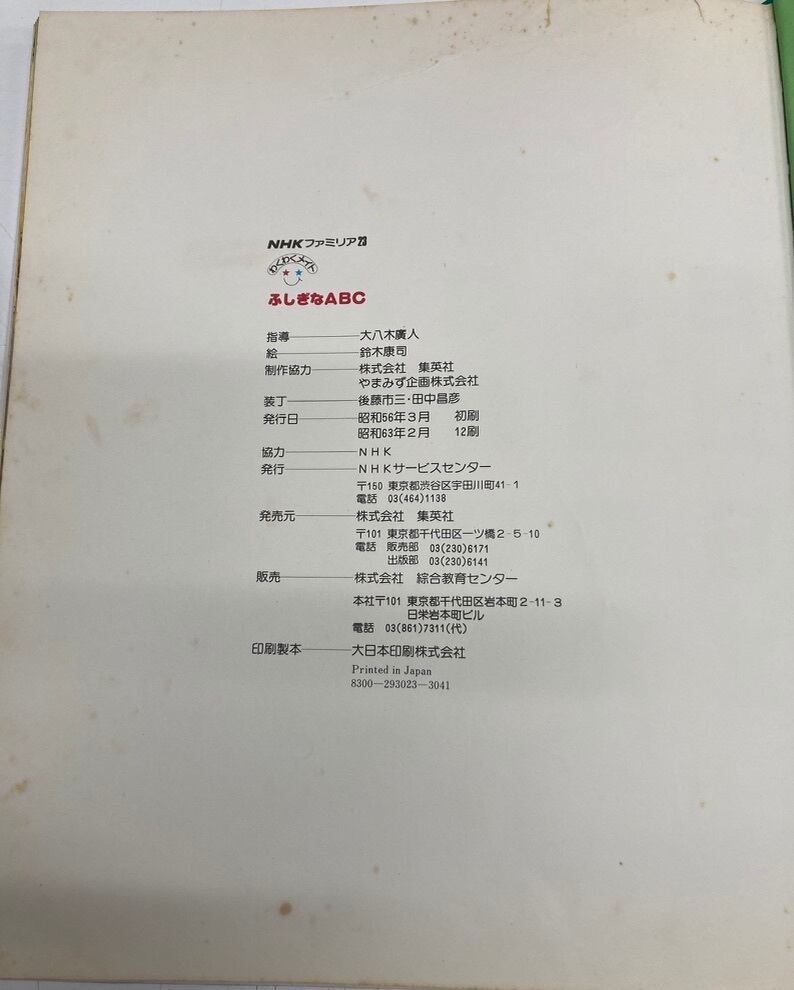 NHKファミリア23
わくわくメイト
ふしぎなABC
指導――――大八木廣人
絵――――鈴木康司
制作協力――――株式会社　集英社
やまみず企画株式会社
装丁――――後藤市三・田中昌彦
発行日――――昭和56年3月　初刷
昭和63年2月　12刷
協力――――NHK
発行――――NHKサービスセンター
〒150 東京都渋谷区宇田川町41-1
電話 03(464)1138
発売元――――株式会社　集英社
〒101 東京都千代田区一ツ橋2-5-10
電話 販売部 03(230)6171
出版部 03(230)6141
販売――――株式会社　綜合教育センター
本社〒101 東京都千代田区岩本町2-11-3
日栄岩本町ビル
電話 03(861)7311(代)
印刷製本――――大日本印刷株式会社
Printed in Japan
8300―293023―3041